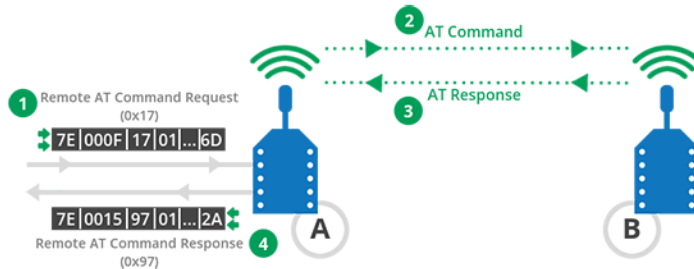 2 AT Command
1 Remote AT Command Request
(0x17)
7E|000F|17|01|...|6D
AT Response
3
7E|0015|97|01|...|2A
Remote AT Command Response 4
(0x97)
A
B